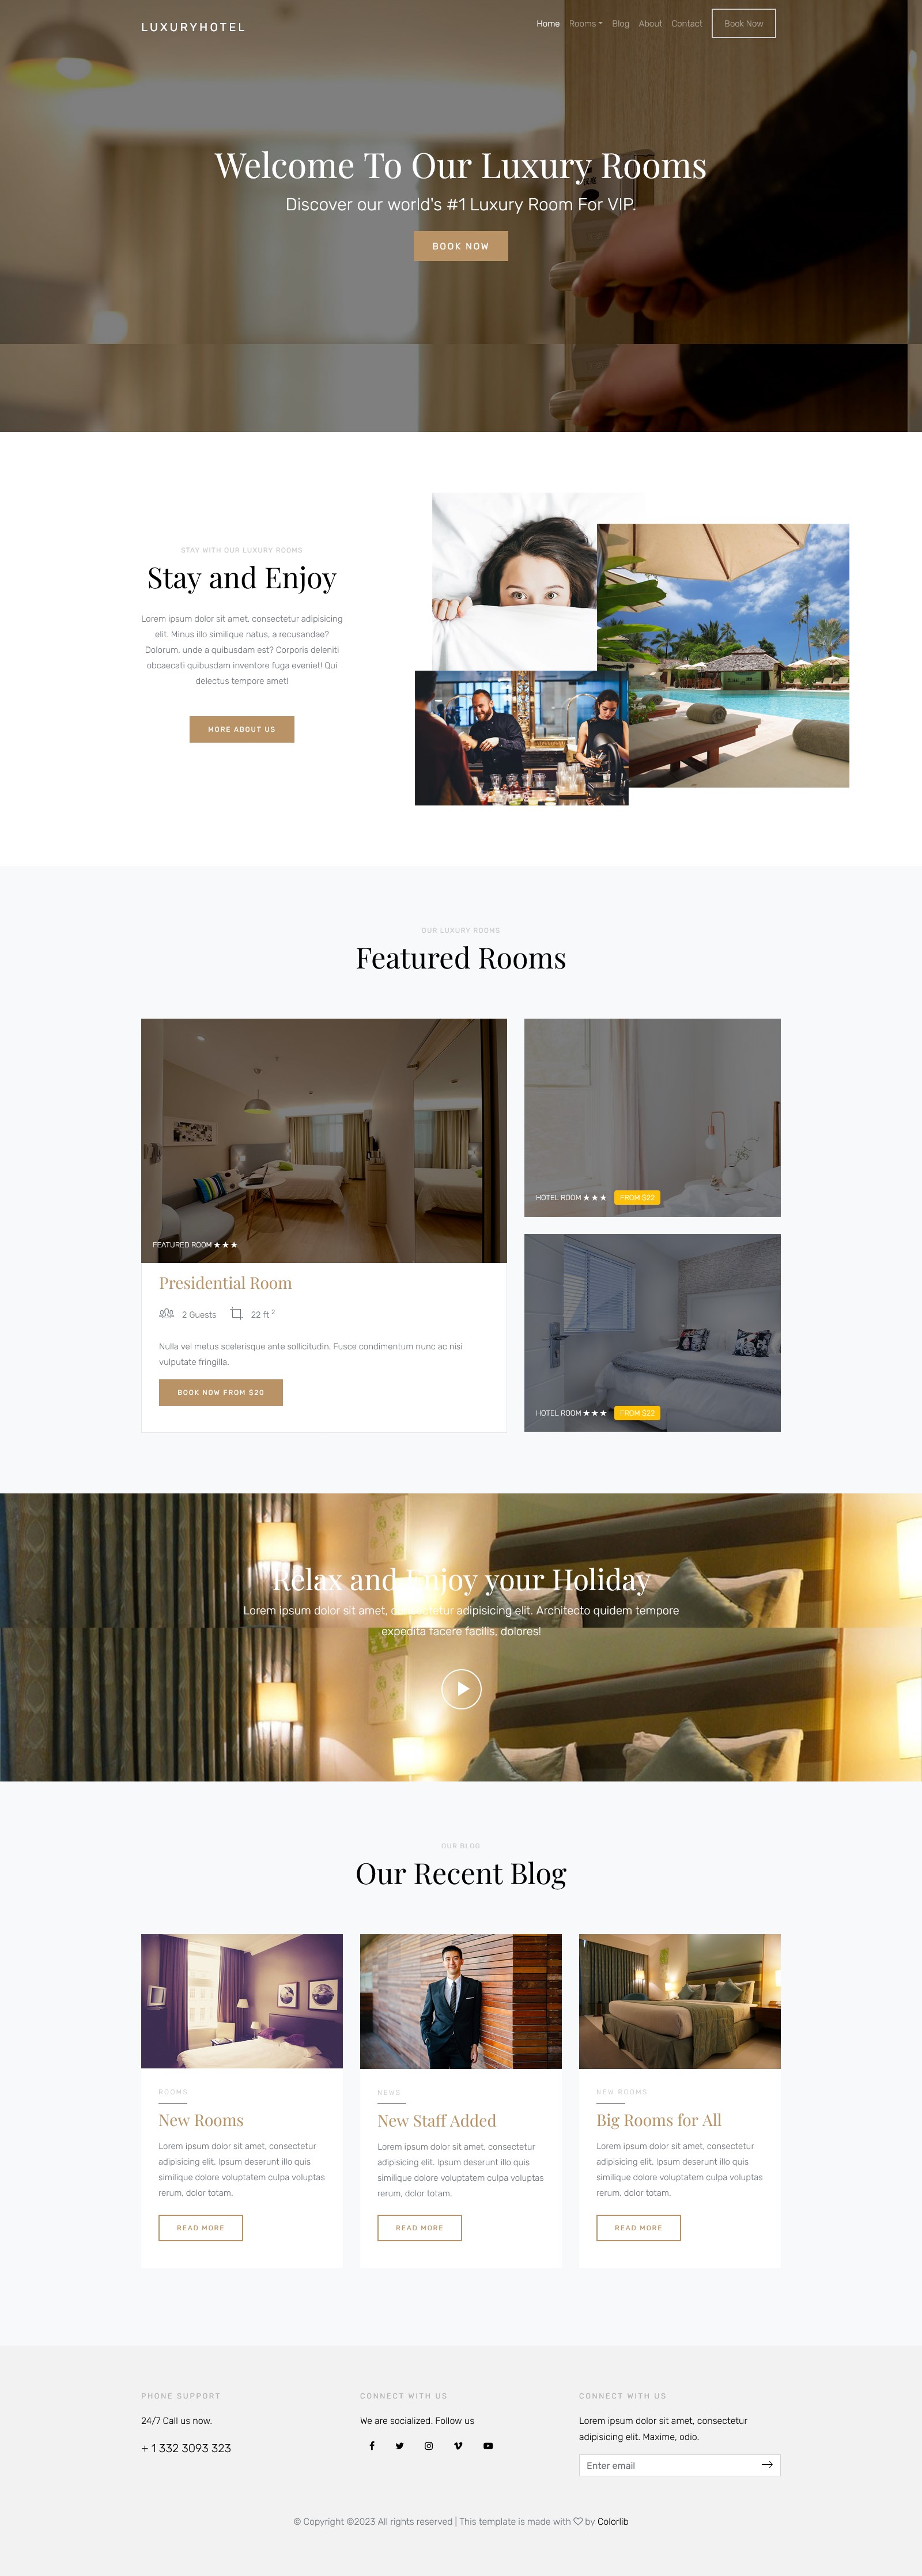 LUXURYHOTEL
Home Rooms Blog About Contact Book Now
Welcome To Our Luxury Rooms
Discover our world's #1 Luxury Room For VIP.
BOOK NOW
STAY WITH OUR LUXURY ROOMS
Stay and Enjoy
Lorem ipsum dolor sit amet, consectetur adipisicing
elit. Minus illo similique natus, a recusandae?
Dolorum, unde a quibusdam est? Corporis deleniti
obcaecati quibusdam inventore fuga eveniet! Qui
delectus tempore amet!
MORE ABOUT US
OUR LUXURY ROOMS
Featured Rooms
FEATURED ROOM ★★★
Presidential Room
2 Guests 22 ft 2
Nulla vel metus scelerisque ante sollicitudin. Fusce condimentum nunc ac nisi
vulputate fringilla.
BOOK NOW FROM $20
HOTEL ROOM ★★★ FROM $22
HOTEL ROOM ★★★ FROM $22
Relax and Enjoy your Holiday
Lorem ipsum dolor sit amet, consectetur adipisicing elit. Architecto quidem tempore
expedita facere facilis, dolores!
OUR BLOG
Our Recent Blog
ROOMS
New Rooms
Lorem ipsum dolor sit amet, consectetur
adipisicing elit. Ipsum deserunt illo quis
similique dolore voluptatem culpa voluptas
rerum, dolor totam.
READ MORE
NEWS
New Staff Added
Lorem ipsum dolor sit amet, consectetur
adipisicing elit. Ipsum deserunt illo quis
similique dolore voluptatem culpa voluptas
rerum, dolor totam.
READ MORE
NEW ROOMS
Big Rooms for All
Lorem ipsum dolor sit amet, consectetur
adipisicing elit. Ipsum deserunt illo quis
similique dolore voluptatem culpa voluptas
rerum, dolor totam.
READ MORE
PHONE SUPPORT
24/7 Call us now.
+ 1 332 3093 323
CONNECT WITH US
We are socialized. Follow us
CONNECT WITH US
Lorem ipsum dolor sit amet, consectetur
adipisicing elit. Maxime, odio.
Enter email
© Copyright ©2023 All rights reserved | This template is made with ♡ by Colorlib